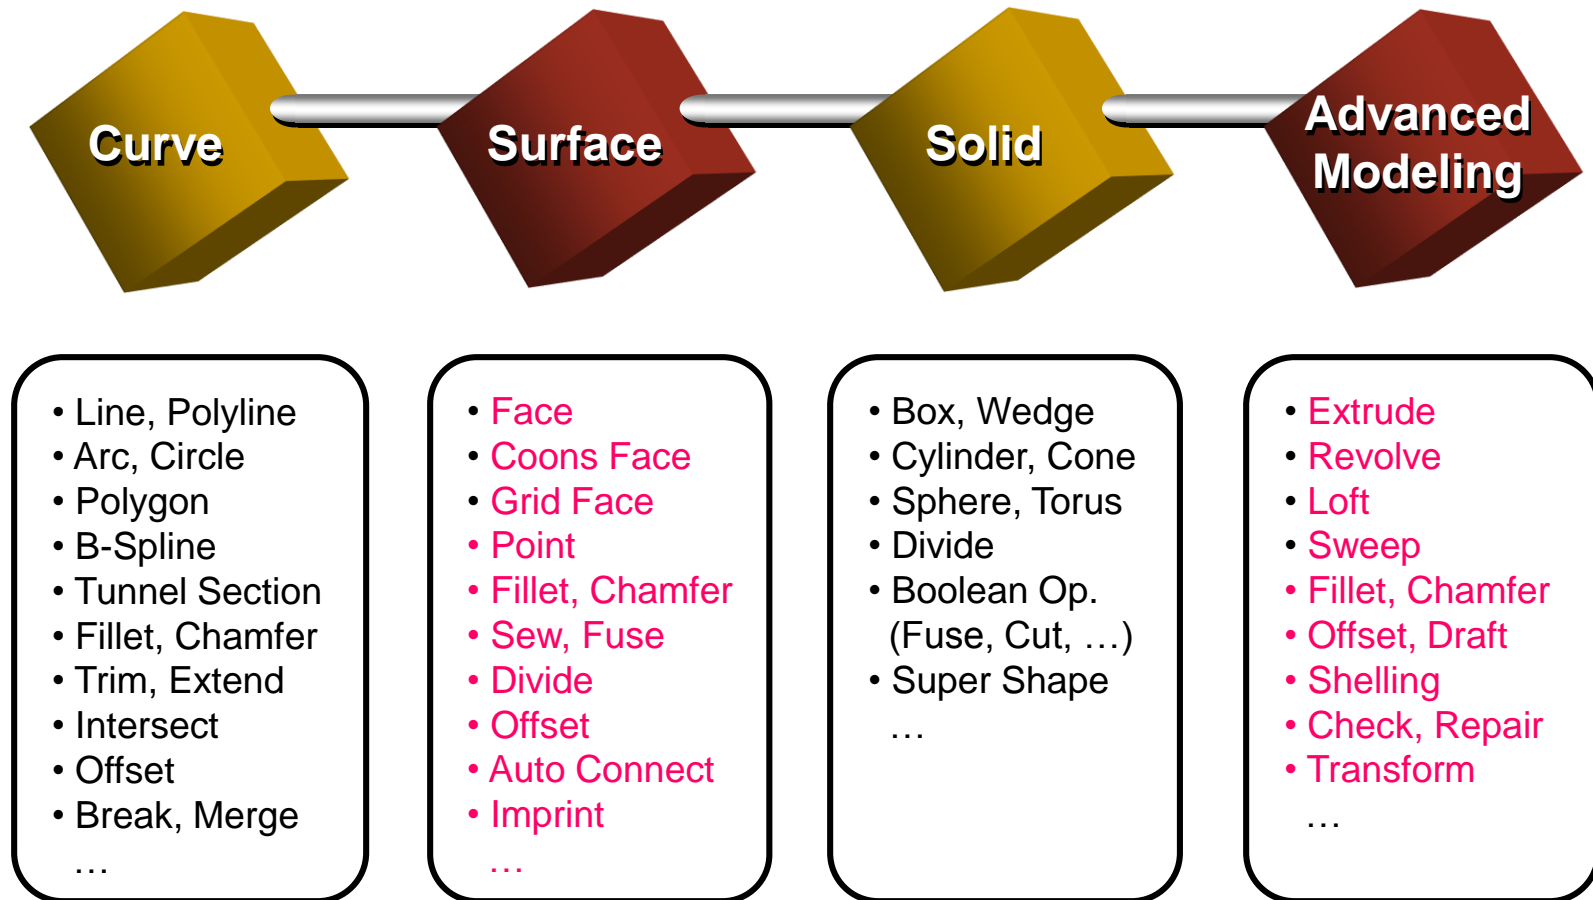 Curve
Surface
Solid
Advanced
Modeling
• Line, Polyline
• Arc, Circle
• Polygon
• B-Spline
• Tunnel Section
• Fillet, Chamfer
• Trim, Extend
• Intersect
• Offset
• Break, Merge
…
• Face
• Coons Face
• Grid Face
• Point
• Fillet, Chamfer
• Sew, Fuse
• Divide
• Offset
• Auto Connect
• Imprint
…
• Box, Wedge
• Cylinder, Cone
• Sphere, Torus
• Divide
• Boolean Op.
(Fuse, Cut, …)
• Super Shape
…
• Extrude
• Revolve
• Loft
• Sweep
• Fillet, Chamfer
• Offset, Draft
• Shelling
• Check, Repair
• Transform
…